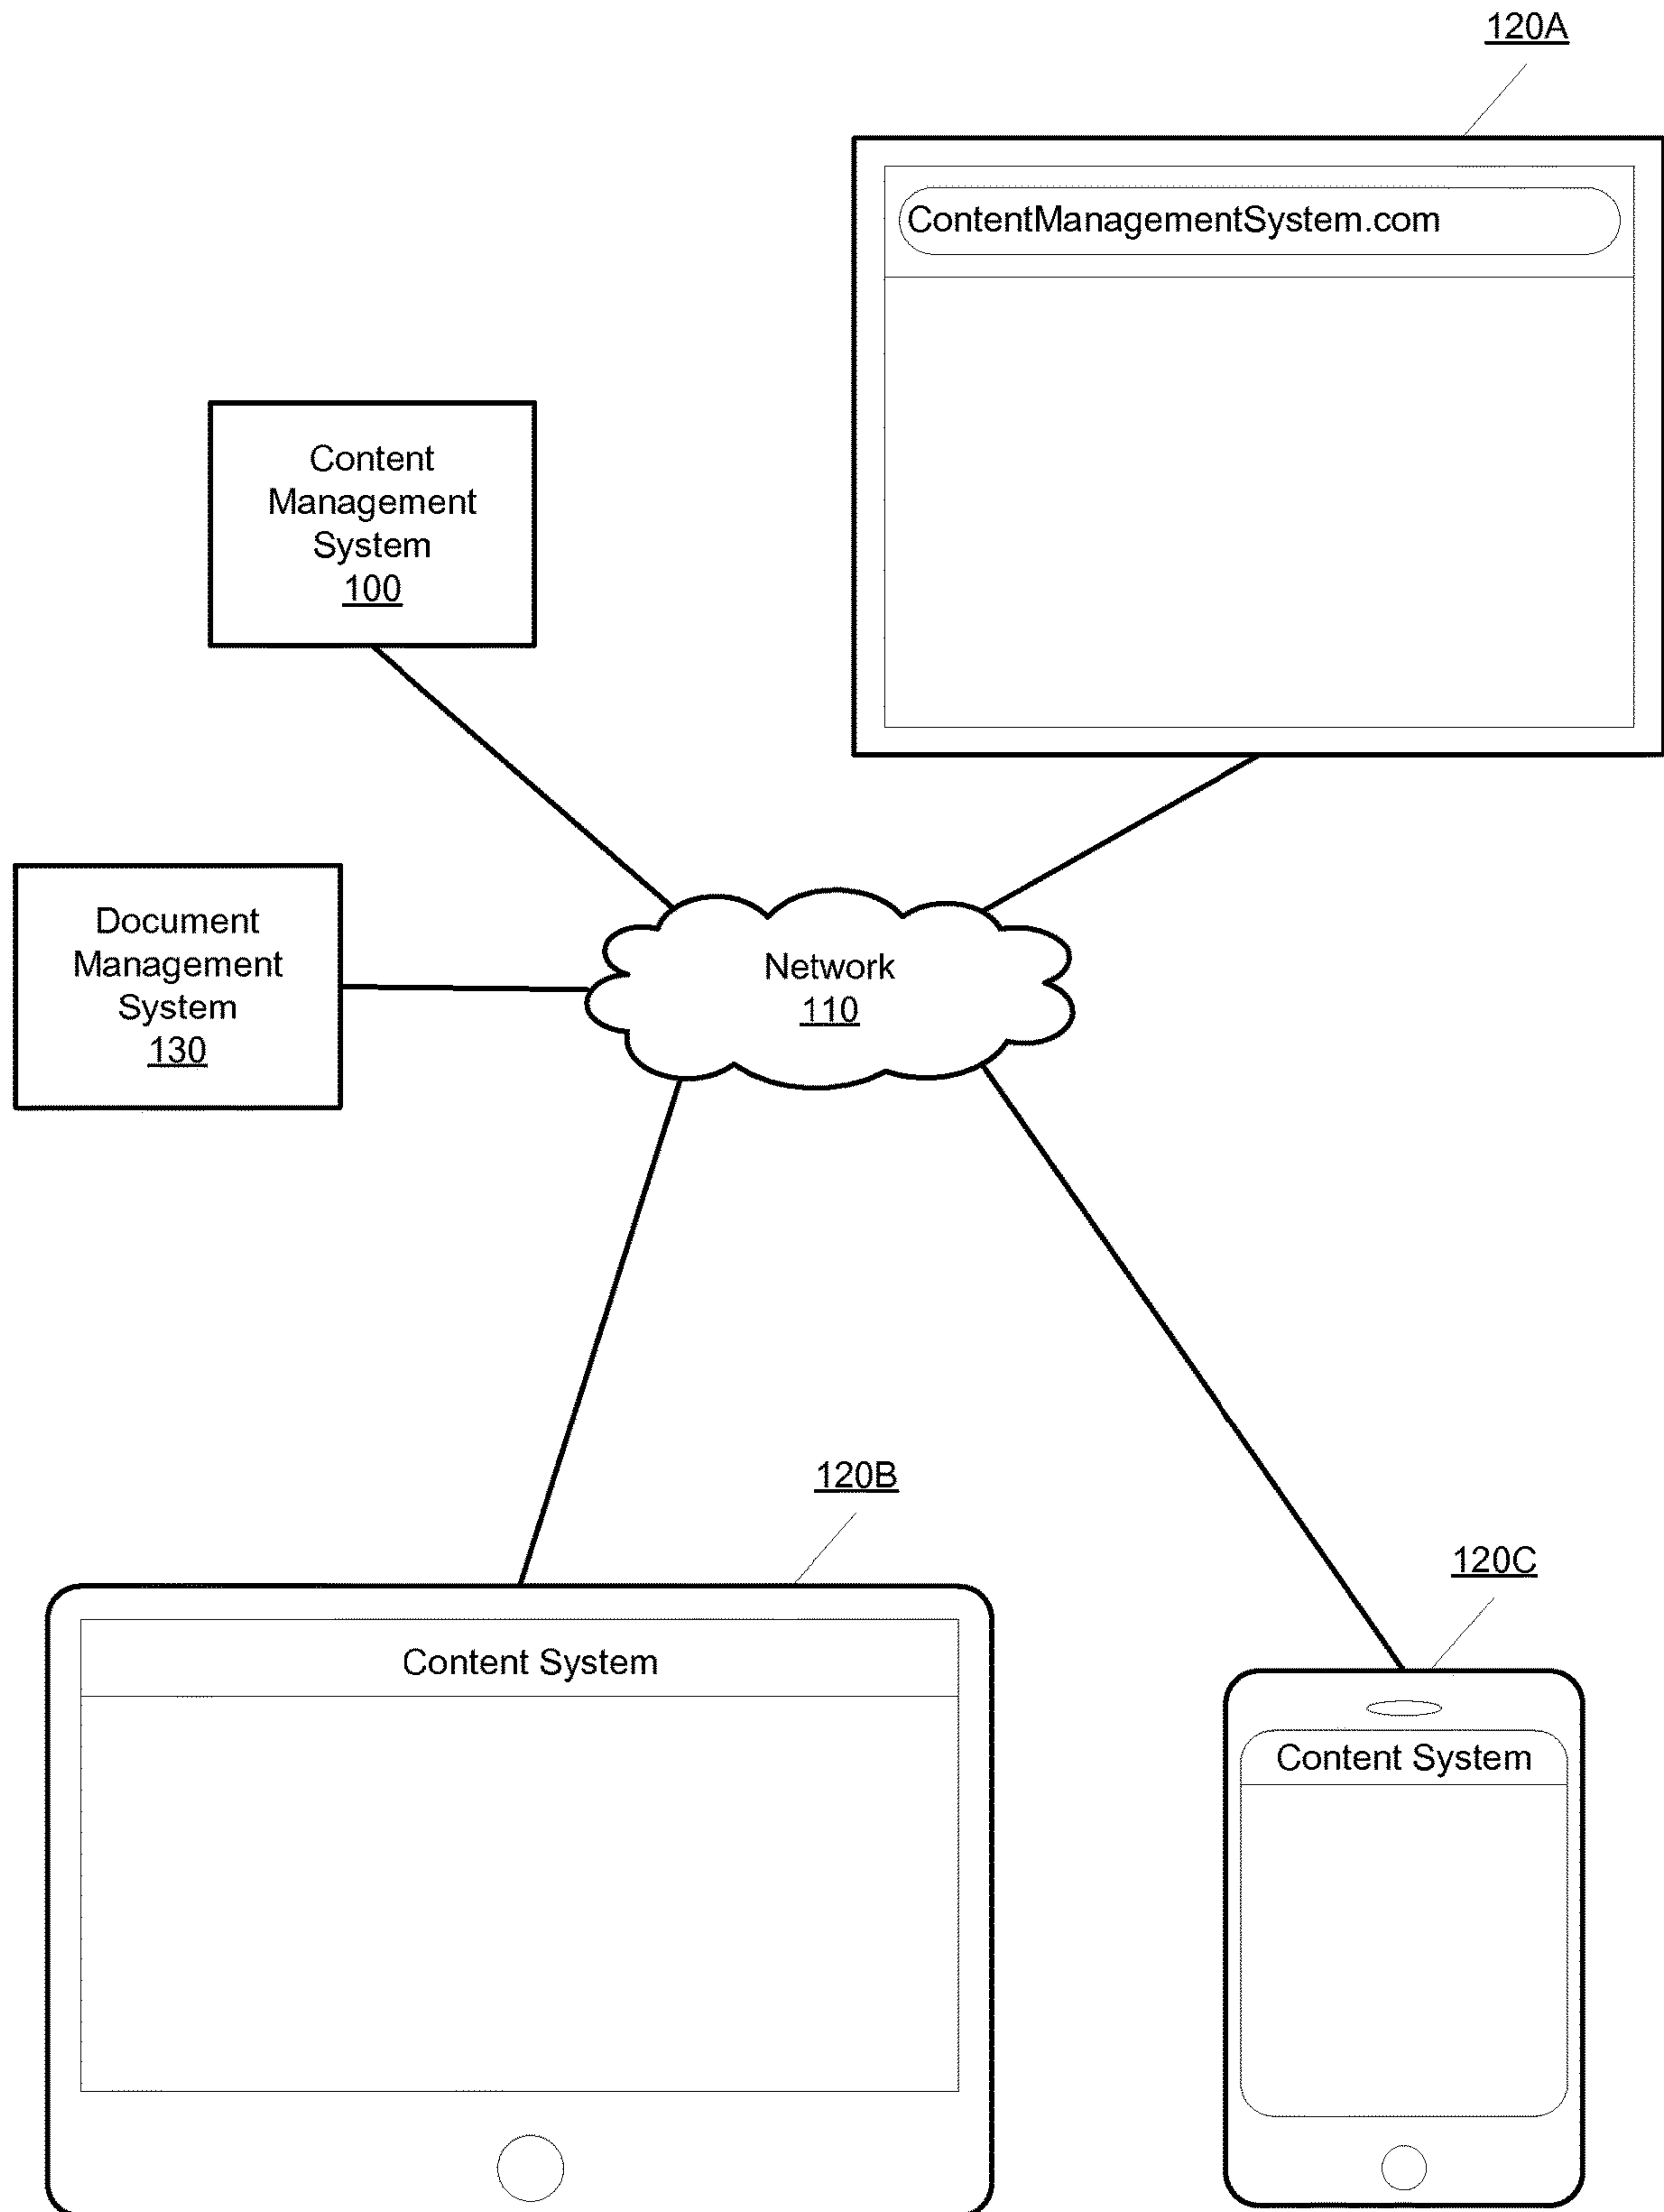 120A
ContentManagementSystem.com
Content
Management
System
100
Document
Management
System
130
Network
110
120B
Content System
120C
Content System